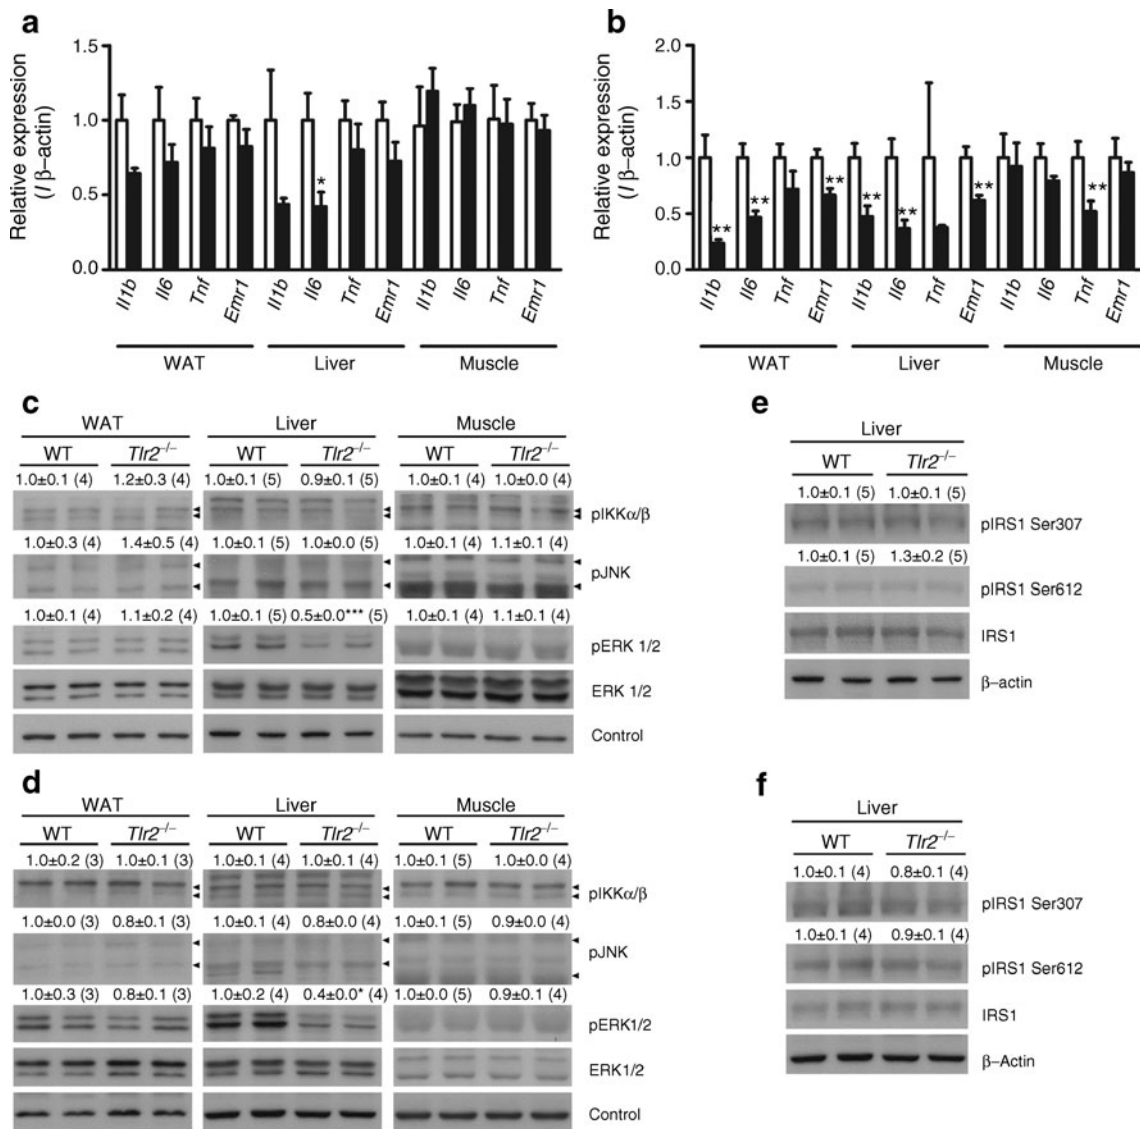 a
Relative expression
(/ β–actin)
1.5
1.0
0.5
0.0
*
Il1b Il6 Tnf Emr1 Il1b Il6 Tnf Emr1 Il1b Il6 Tnf Emr1
WAT Liver Muscle
b
Relative expression
(/ β–actin)
2.0
1.5
1.0
0.5
0.0
** ** ** ** ** ** **
Il1b Il6 Tnf Emr1 Il1b Il6 Tnf Emr1 Il1b Il6 Tnf Emr1
WAT Liver Muscle
c
WAT Liver Muscle
WT Tlr2–/– WT Tlr2–/– WT Tlr2–/–
1.0±0.1 (4) 1.2±0.3 (4) 1.0±0.1 (5) 0.9±0.1 (5) 1.0±0.1 (4) 1.0±0.0 (4)
pIKKα/β
1.0±0.3 (4) 1.4±0.5 (4) 1.0±0.1 (5) 1.0±0.0 (5) 1.0±0.1 (4) 1.1±0.1 (4)
pJNK
1.0±0.1 (4) 1.1±0.2 (4) 1.0±0.1 (5) 0.5±0.0*** (5) 1.0±0.1 (4) 1.1±0.1 (4)
pERK 1/2
ERK 1/2
Control
e
Liver
WT Tlr2–/–
1.0±0.1 (5) 1.0±0.1 (5)
pIRS1 Ser307
1.0±0.1 (5) 1.3±0.2 (5)
pIRS1 Ser612
IRS1
β–actin
d
WAT Liver Muscle
WT Tlr2–/– WT Tlr2–/– WT Tlr2–/–
1.0±0.2 (3) 1.0±0.1 (3) 1.0±0.1 (4) 1.0±0.1 (4) 1.0±0.1 (5) 1.0±0.0 (4)
pIKKα/β
1.0±0.0 (3) 0.8±0.1 (3) 1.0±0.1 (4) 0.8±0.0 (4) 1.0±0.1 (5) 0.9±0.0 (4)
pJNK
1.0±0.3 (3) 0.8±0.1 (3) 1.0±0.2 (4) 0.4±0.0* (4) 1.0±0.0 (5) 0.9±0.1 (4)
pERK1/2
ERK1/2
Control
f
Liver
WT Tlr2–/–
1.0±0.1 (4) 0.8±0.1 (4)
pIRS1 Ser307
1.0±0.1 (4) 0.9±0.1 (4)
pIRS1 Ser612
IRS1
β–Actin